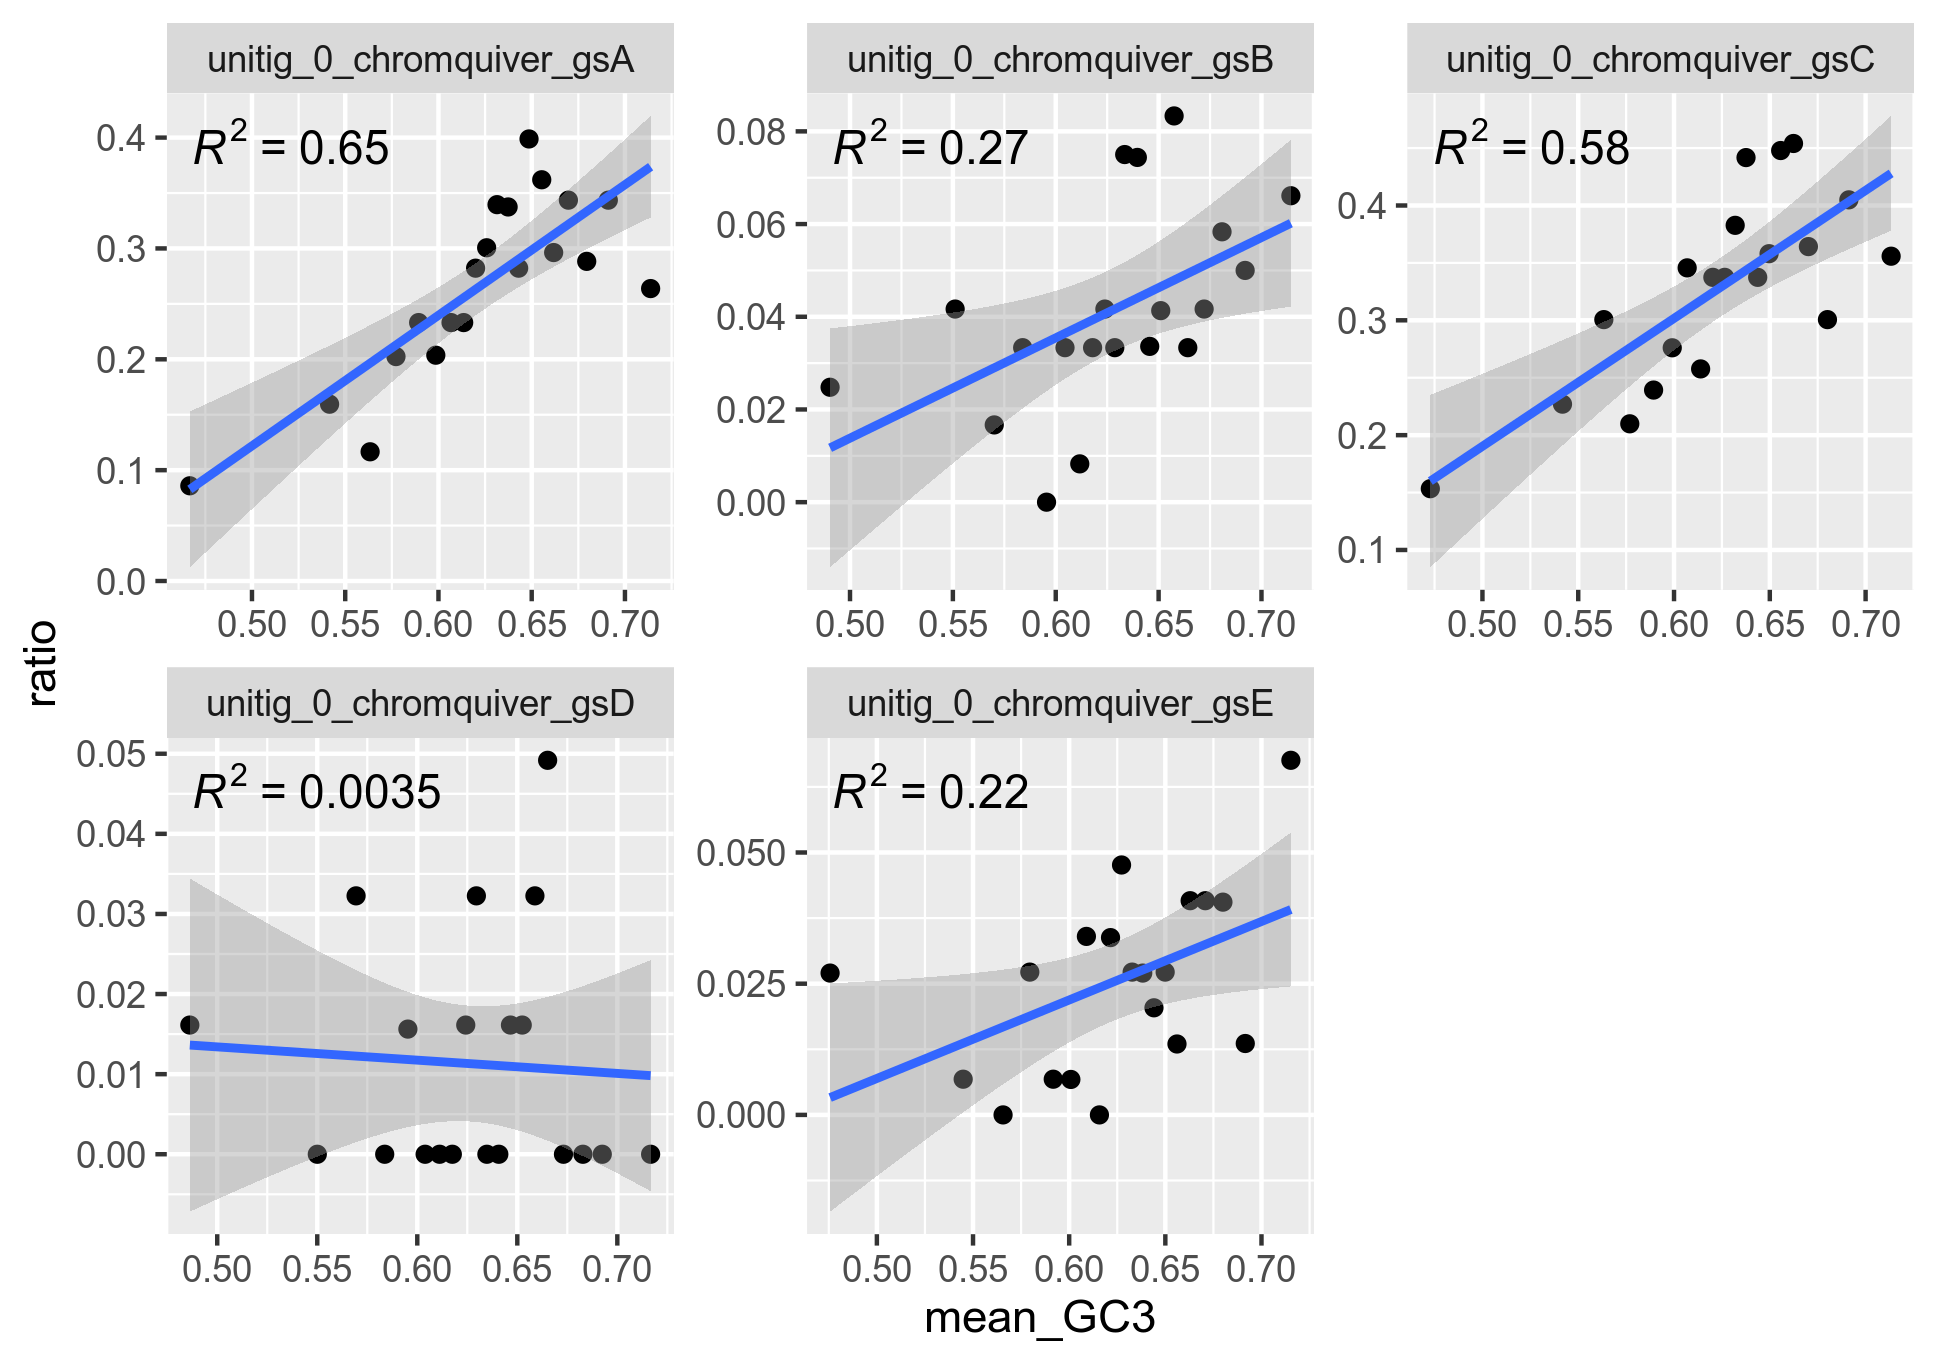 unitig_0_chromquiver_gsA
unitig_0_chromquiver_gsB
unitig_0_chromquiver_gsC
R² = 0.65
0.4
0.3
0.2
0.1
0.0
0.50 0.55 0.60 0.65 0.70
R² = 0.27
0.08
0.06
0.04
0.02
0.00
0.50 0.55 0.60 0.65 0.70
R² = 0.58
0.4
0.3
0.2
0.1
0.50 0.55 0.60 0.65 0.70
ratio
unitig_0_chromquiver_gsD
unitig_0_chromquiver_gsE
R² = 0.0035
0.05
0.04
0.03
0.02
0.01
0.00
0.50 0.55 0.60 0.65 0.70
R² = 0.22
0.050
0.025
0.000
0.50 0.55 0.60 0.65 0.70
mean_GC3